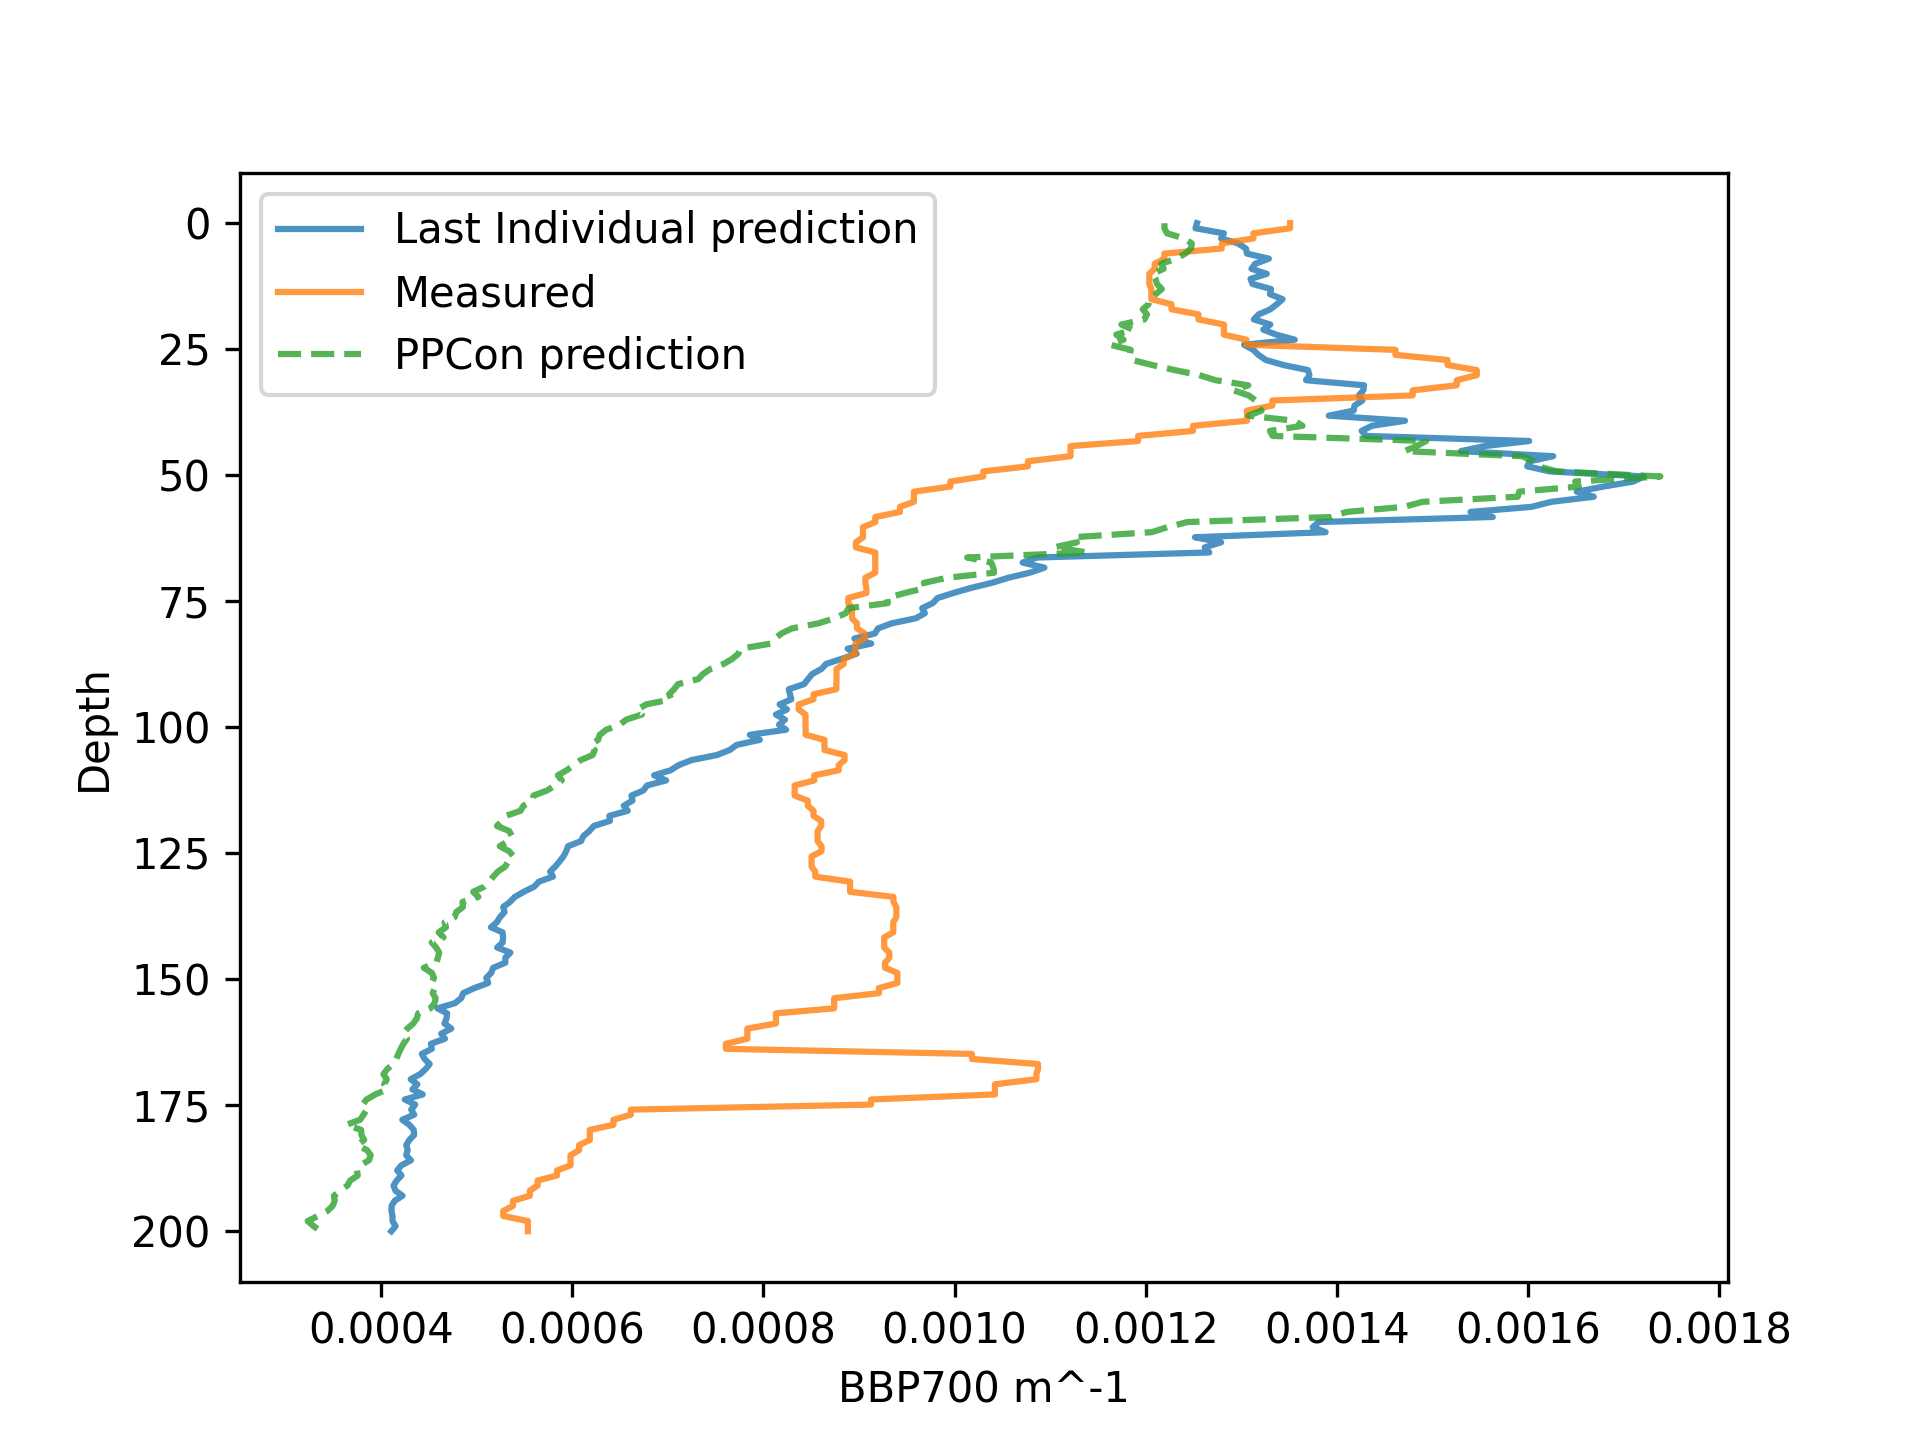 Last Individual prediction
Measured
PPCon prediction
0
25
50
75
100
125
150
175
200
Depth
0.0004 0.0006 0.0008 0.0010 0.0012 0.0014 0.0016 0.0018
BBP700 m^-1